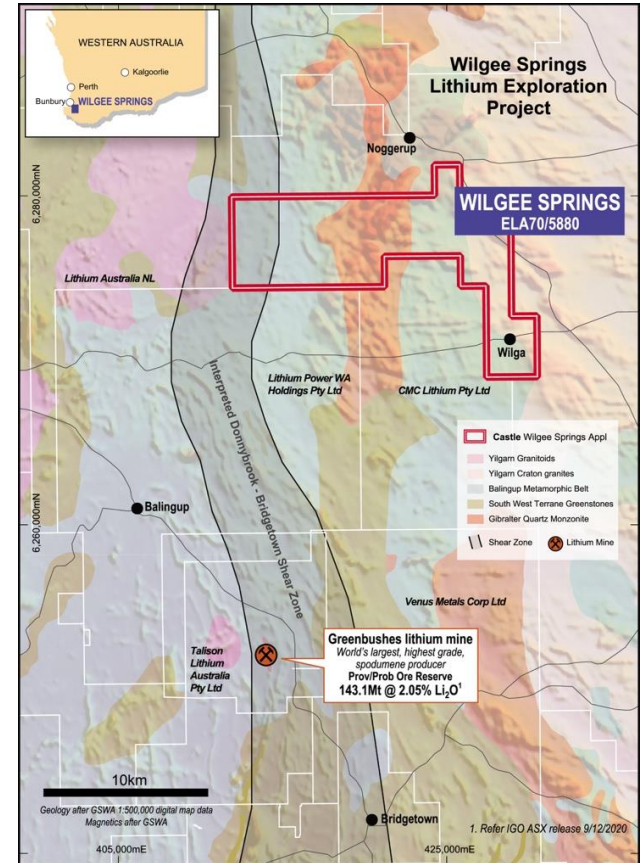 WESTERN AUSTRALIA
Kalgoorlie
Perth
Bunbury
WILGEE SPRINGS
Wilgee Springs
Lithium Exploration
Project
Noggerup
6,280,000mN
WILGEE SPRINGS
ELA70/5880
Lithium Australia NL
Wilga
Interpreted Donnybrook - Bridgetown Shear Zone
Lithium Power WA
Holdings Pty Ltd
CMC Lithium Pty Ltd
Castle Wilgee Springs Appl
Yilgarn Granitoids
Yilgarn Craton granites
Balingup Metamorphic Belt
South West Terrane Greenstones
Gibralter Quartz Monzonite
Shear Zone
Lithium Mine
Balingup
6,260,000mN
Venus Metals Corp Ltd
Talison
Lithium
Australia
Pty Ltd
Greenbushes lithium mine
World's largest, highest grade,
spodumene producer
Prov/Prob Ore Reserve
143.1Mt @ 2.05% Li₂O¹
10km
Geology after GSWA 1:500,000 digital map data
Magnetics after GSWA
Bridgetown
1. Refer IGO ASX release 9/12/2020
405,000mE
425,000mE